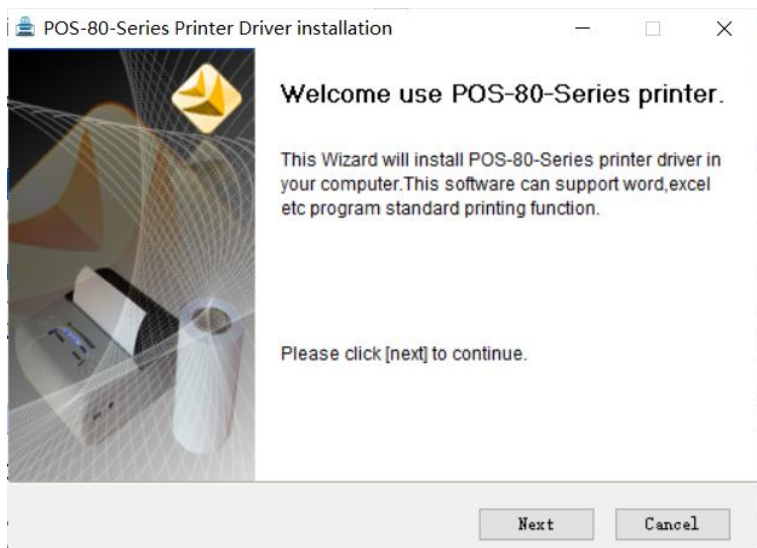 POS-80-Series Printer Driver installation
Welcome use POS-80-Series printer.
This Wizard will install POS-80-Series printer driver in
your computer.This software can support word,excel
etc program standard printing function.
Please click [next] to continue.
Next
Cancel